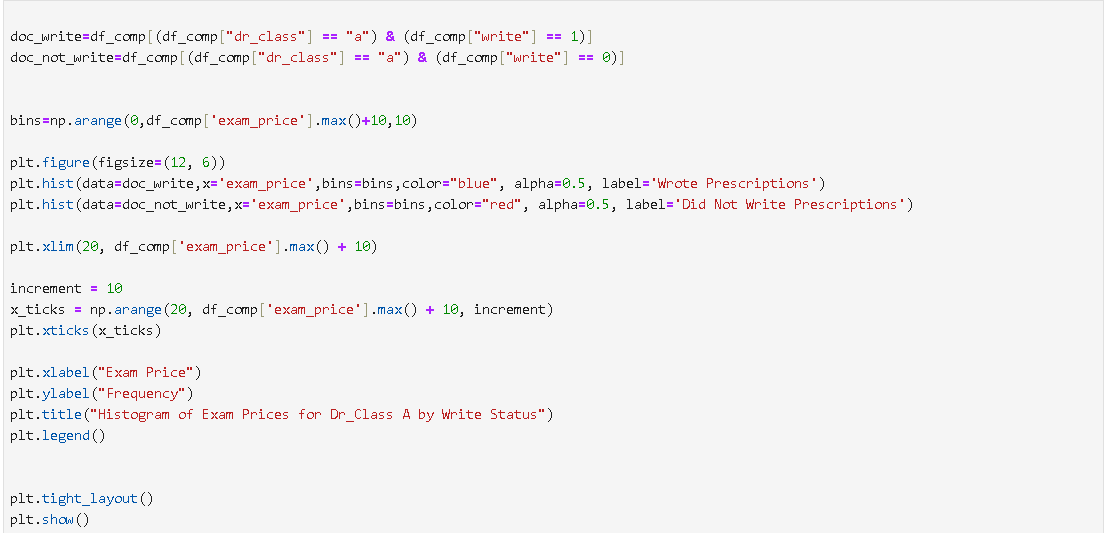 doc_write=df_comp[(df_comp["dr_class"] == "a") & (df_comp["write"] == 1)]
doc_not_write=df_comp[(df_comp["dr_class"] == "a") & (df_comp["write"] == 0)]
bins=np.arange(0,df_comp['exam_price'].max()+10,10)
plt.figure(figsize=(12, 6))
plt.hist(data=doc_write,x='exam_price',bins=bins,color="blue", alpha=0.5, label='Wrote Prescriptions')
plt.hist(data=doc_not_write,x='exam_price',bins=bins,color="red", alpha=0.5, label='Did Not Write Prescriptions')
plt.xlim(20, df_comp['exam_price'].max() + 10)
increment = 10
x_ticks = np.arange(20, df_comp['exam_price'].max() + 10, increment)
plt.xticks(x_ticks)
plt.xlabel("Exam Price")
plt.ylabel("Frequency")
plt.title("Histogram of Exam Prices for Dr_Class A by Write Status")
plt.legend()
plt.tight_layout()
plt.show()